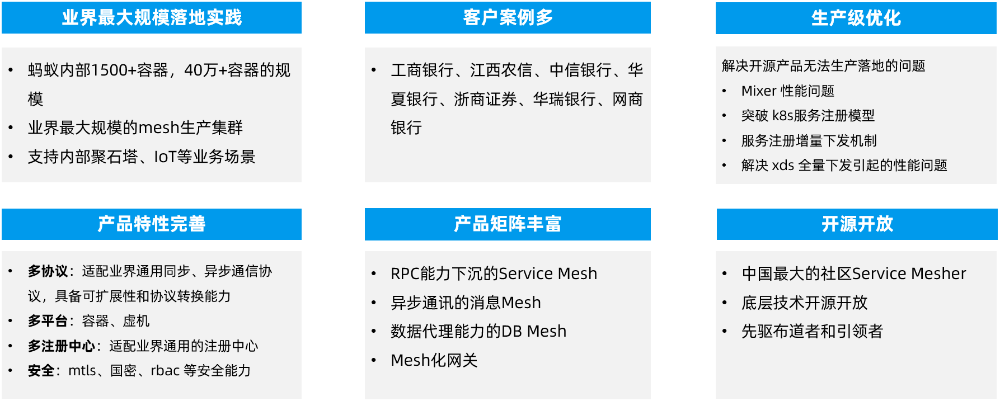 业界最大规模落地实践
• 蚂蚁内部1500+容器，40万+容器的规
模
• 业界最大规模的mesh生产集群
• 支持内部聚石塔、IoT等业务场景
客户案例多
• 工商银行、江西农信、中信银行、华
夏银行、浙商证券、华瑞银行、网商
银行
生产级优化
解决开源产品无法生产落地的问题
• Mixer 性能问题
• 突破 k8s服务注册模型
• 服务注册增量下发机制
• 解决 xds 全量下发引起的性能问题
产品特性完善
• 多协议：适配业界通用同步、异步通信协
议，具备可扩展性和协议转换能力
• 多平台：容器、虚机
• 多注册中心：适配业界通用的注册中心
• 安全：mtls、国密、rbac 等安全能力
产品矩阵丰富
• RPC能力下沉的Service Mesh
• 异步通讯的消息Mesh
• 数据代理能力的DB Mesh
• Mesh化网关
开源开放
• 中国最大的社区Service Mesher
• 底层技术开源开放
• 先驱布道者和引领者